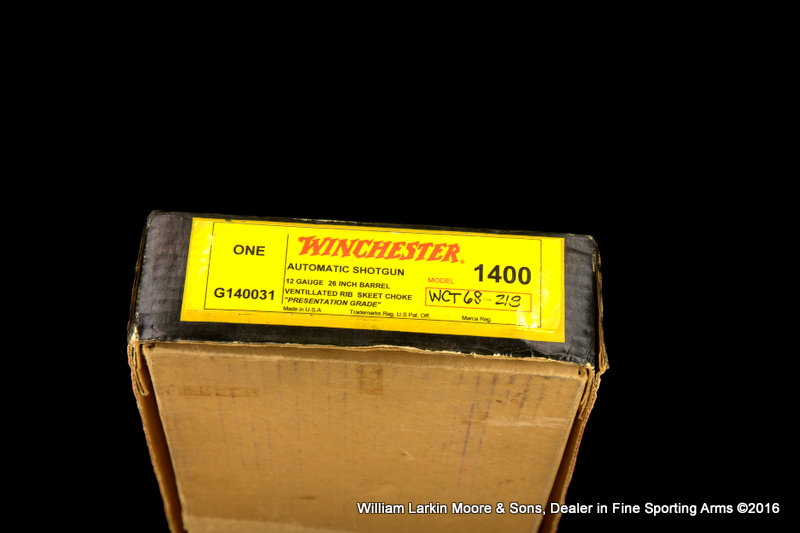 ONE
G140031
WINCHESTER®
AUTOMATIC SHOTGUN
12 GAUGE 26 INCH BARREL
VENTILLATED RIB SKEET CHOKE
"PRESENTATION GRADE"
Made in U.S.A
Trademarks Reg. U.S Pat. Off.
Marca Reg.
MODEL 1400
WCT68-219
William Larkin Moore & Sons, Dealer in Fine Sporting Arms ©2016